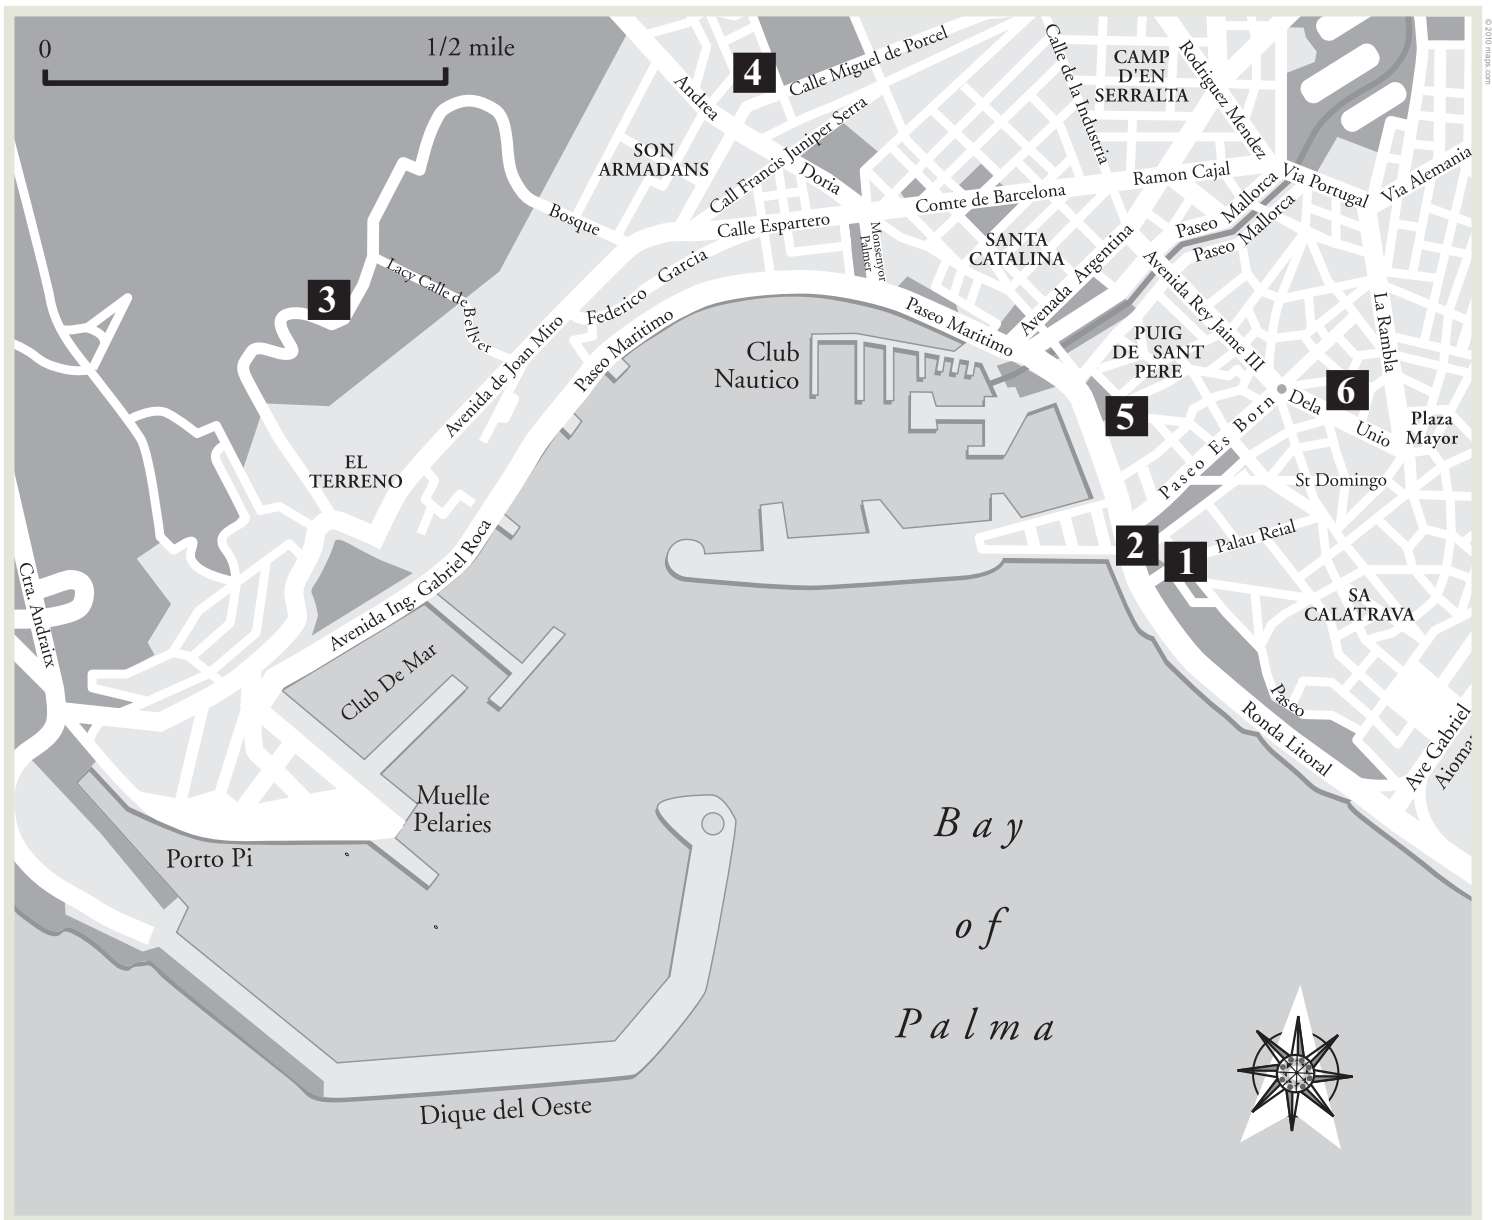 © 2010 maps.com
0
1/2 mile
4
Calle Miguel de Porcel
Calle de la Industria
CAMP
D'EN
SERRALTA
Rodriguez Mendez
Andrea
Doria
Call Francis Juniper Serra
SON
ARMADANS
Bosque
Calle Espartero
Comte de Barcelona
Ramon Cajal
Via Portugal
Via Alemania
Paseo Mallorca
Paseo Mallorca
Monsenyor
Palmer
SANTA
CATALINA
Avenada Argentina
Avenida Rey Jaime III
La Rambla
3
Lacy Calle de Bellver
Federico Garcia
Paseo Maritimo
Paseo Maritimo
Avenida de Joan Miro
Club
Nautico
PUIG
DE SANT
PERE
5
6
Dela Unio
Plaza
Mayor
Paseo Es Born
St Domingo
EL
TERRENO
Avenida Ing. Gabriel Roca
2
1
Palau Reial
SA
CALATRAVA
Ctra. Andraitx
Club De Mar
Paseo
Ronda Litoral
Ave Gabriel
Aioma
Muelle
Pelaries
Porto Pi
Bay
of
Palma
Dique del Oeste